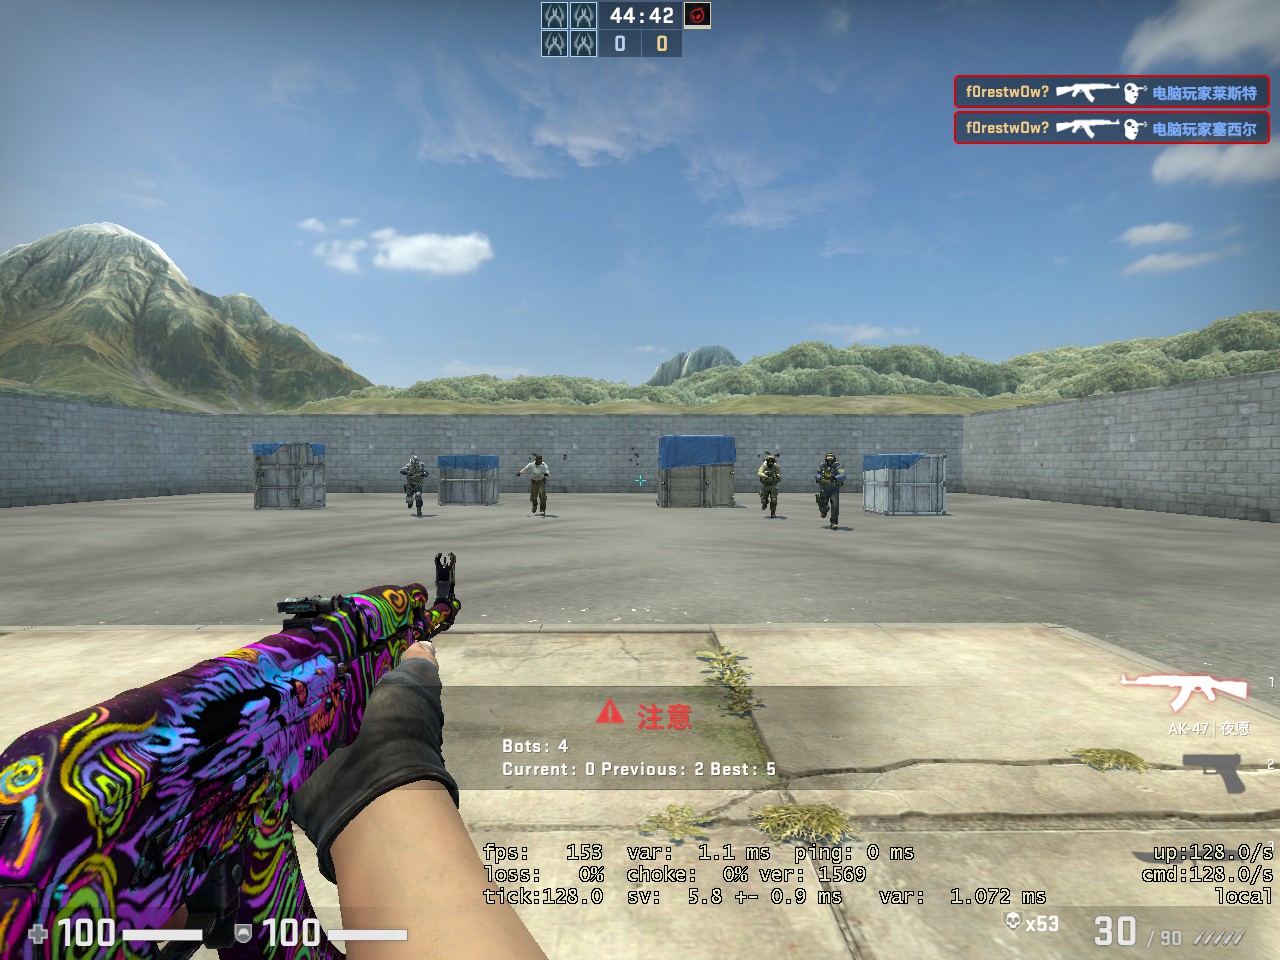 44:42
0 0
f0restw0w? 电脑玩家莱斯特
f0restw0w? 电脑玩家塞西尔
注意
Bots: 4
Current: 0 Previous: 2 Best: 5
1
AK-47 | 夜愿
2
fps: 153 var: 1.1 ms ping: 0 ms
up:128.0/s
loss: 0% choke: 0% ver: 1569
cmd:128.0/s
tick:128.0 sv: 5.8 +- 0.9 ms var: 1.072 ms
local
100 100
x53
30 / 90